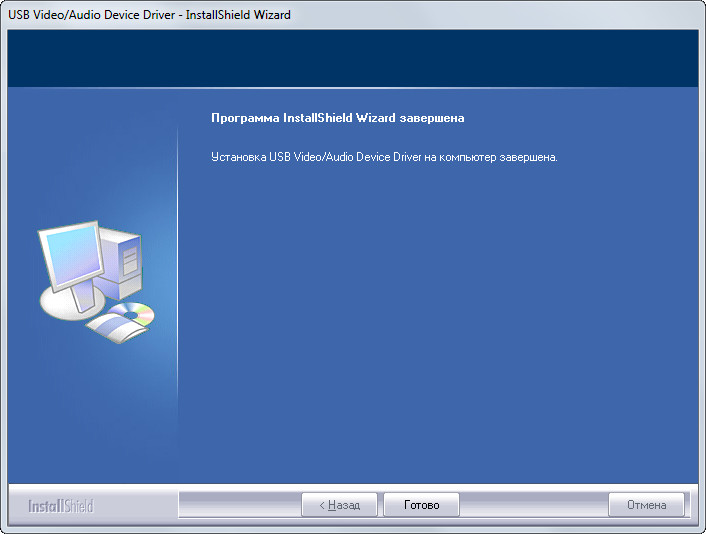 USB Video/Audio Device Driver - InstallShield Wizard
Программа InstallShield Wizard завершена
Установка USB Video/Audio Device Driver на компьютер завершена.
InstallShield
< Назад
Готово
Отмена